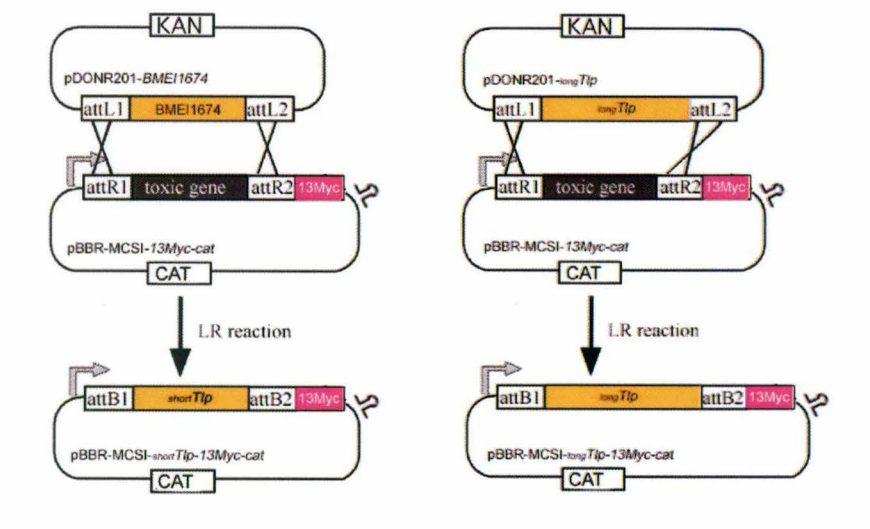 KAN
pDONR201-BMEI1674
attL1 BMEI1674 attL2
attR1 toxic gene attR2 13Myc
pBBR-MCSI-13Myc-cat
CAT
LR reaction
attB1 shortTlp attB2 13Myc
pBBR-MCSI-shortTlp-13Myc-cat
CAT
KAN
pDONR201-longTlp
attL1 longTlp attL2
attR1 toxic gene attR2 13Myc
pBBR-MCSI-13Myc-cat
CAT
LR reaction
attB1 longTlp attB2 13Myc
pBBR-MCSI-longTlp-13Myc-cat
CAT